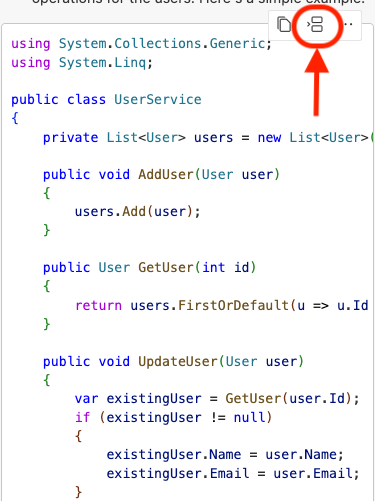 operations for the users. Here's a simple example:
using System.Collections.Generic;
using System.Linq;
public class UserService
{
private List<User> users = new List<User>(
public void AddUser(User user)
{
users.Add(user);
}
public User GetUser(int id)
{
return users.FirstOrDefault(u => u.Id
}
public void UpdateUser(User user)
{
var existingUser = GetUser(user.Id);
if (existingUser != null)
{
existingUser.Name = user.Name;
existingUser.Email = user.Email;
}